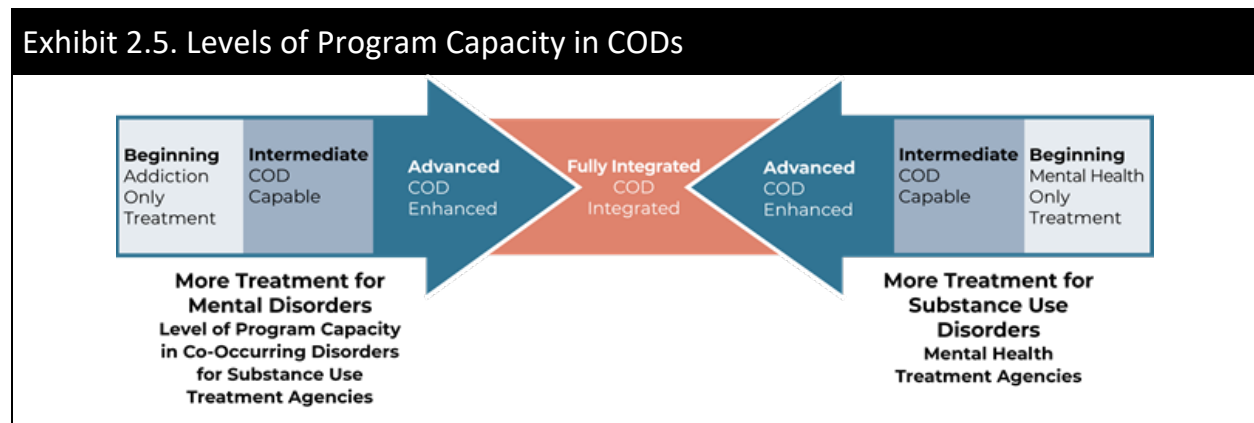 Exhibit 2.5. Levels of Program Capacity in CODs
Beginning
Addiction
Only
Treatment
Intermediate
COD
Capable
Advanced
COD
Enhanced
Fully Integrated
COD
Integrated
Advanced
COD
Enhanced
Intermediate
COD
Capable
Beginning
Mental Health
Only
Treatment
More Treatment for
Mental Disorders
Level of Program Capacity
in Co-Occurring Disorders
for Substance Use
Treatment Agencies
More Treatment for
Substance Use
Disorders
Mental Health
Treatment Agencies